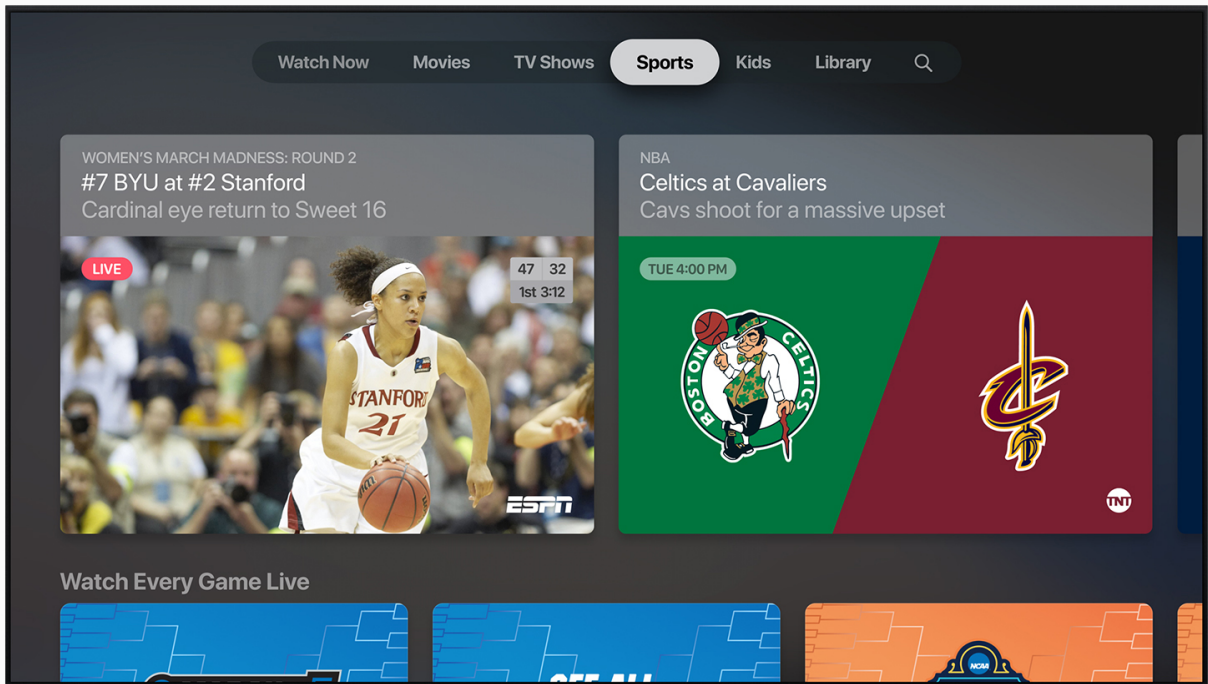 Watch Now
Movies
TV Shows
Sports
Kids
Library
WOMEN'S MARCH MADNESS: ROUND 2
#7 BYU at #2 Stanford
Cardinal eye return to Sweet 16
LIVE
47 32
1st 3:12
STANFORD
21
ESPN
NBA
Celtics at Cavaliers
Cavs shoot for a massive upset
TUE 4:00 PM
BOSTON CELTICS
C
TNT
Watch Every Game Live
SEE ALL
NCAA